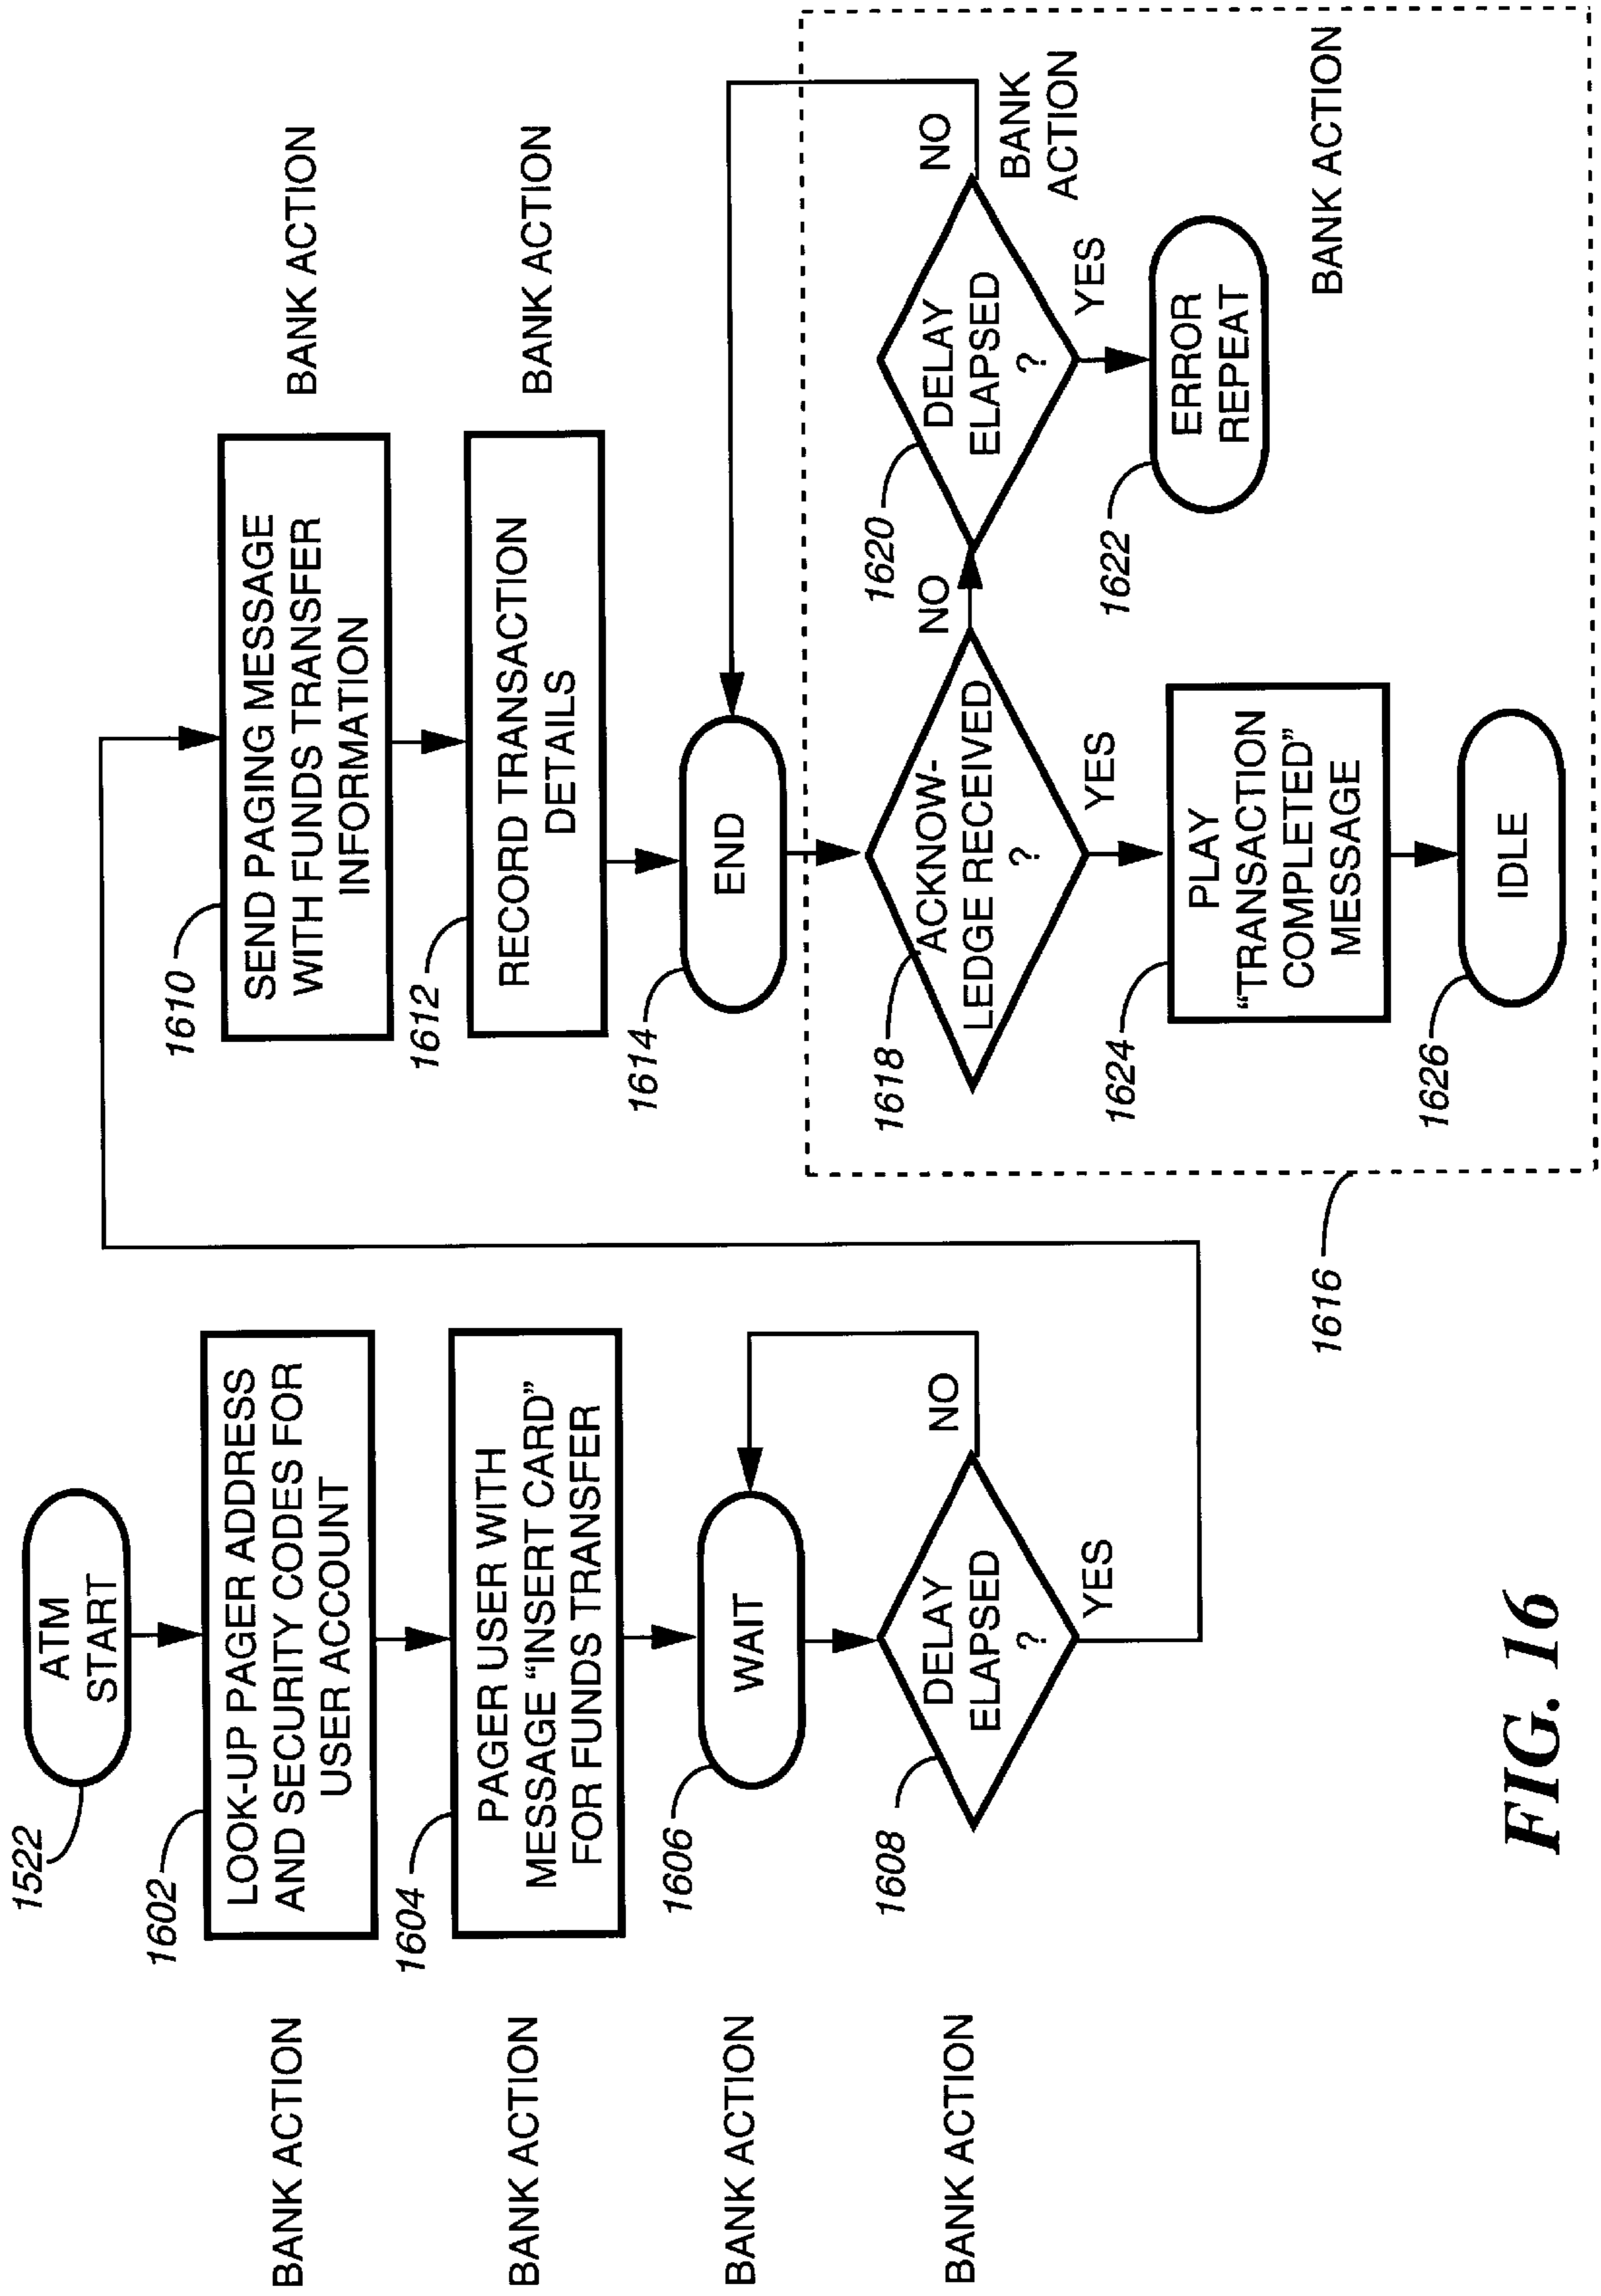 1522
ATM
START
BANK ACTION
1602
LOOK-UP PAGER ADDRESS
AND SECURITY CODES FOR
USER ACCOUNT
BANK ACTION
1604
PAGER USER WITH
MESSAGE “INSERT CARD”
FOR FUNDS TRANSFER
BANK ACTION
1606
WAIT
BANK ACTION
1608
DELAY
ELAPSED
?
NO
YES
1610
SEND PAGING MESSAGE
WITH FUNDS TRANSFER
INFORMATION
BANK ACTION
1612
RECORD TRANSACTION
DETAILS
BANK ACTION
1614
END
1618
ACKNOW-
LEDGE RECEIVED
?
NO
YES
1620
DELAY
ELAPSED
?
NO
YES
BANK
ACTION
1622
ERROR
REPEAT
1624
PLAY
“TRANSACTION
COMPLETED”
MESSAGE
BANK ACTION
1626
IDLE
1616
FIG. 16